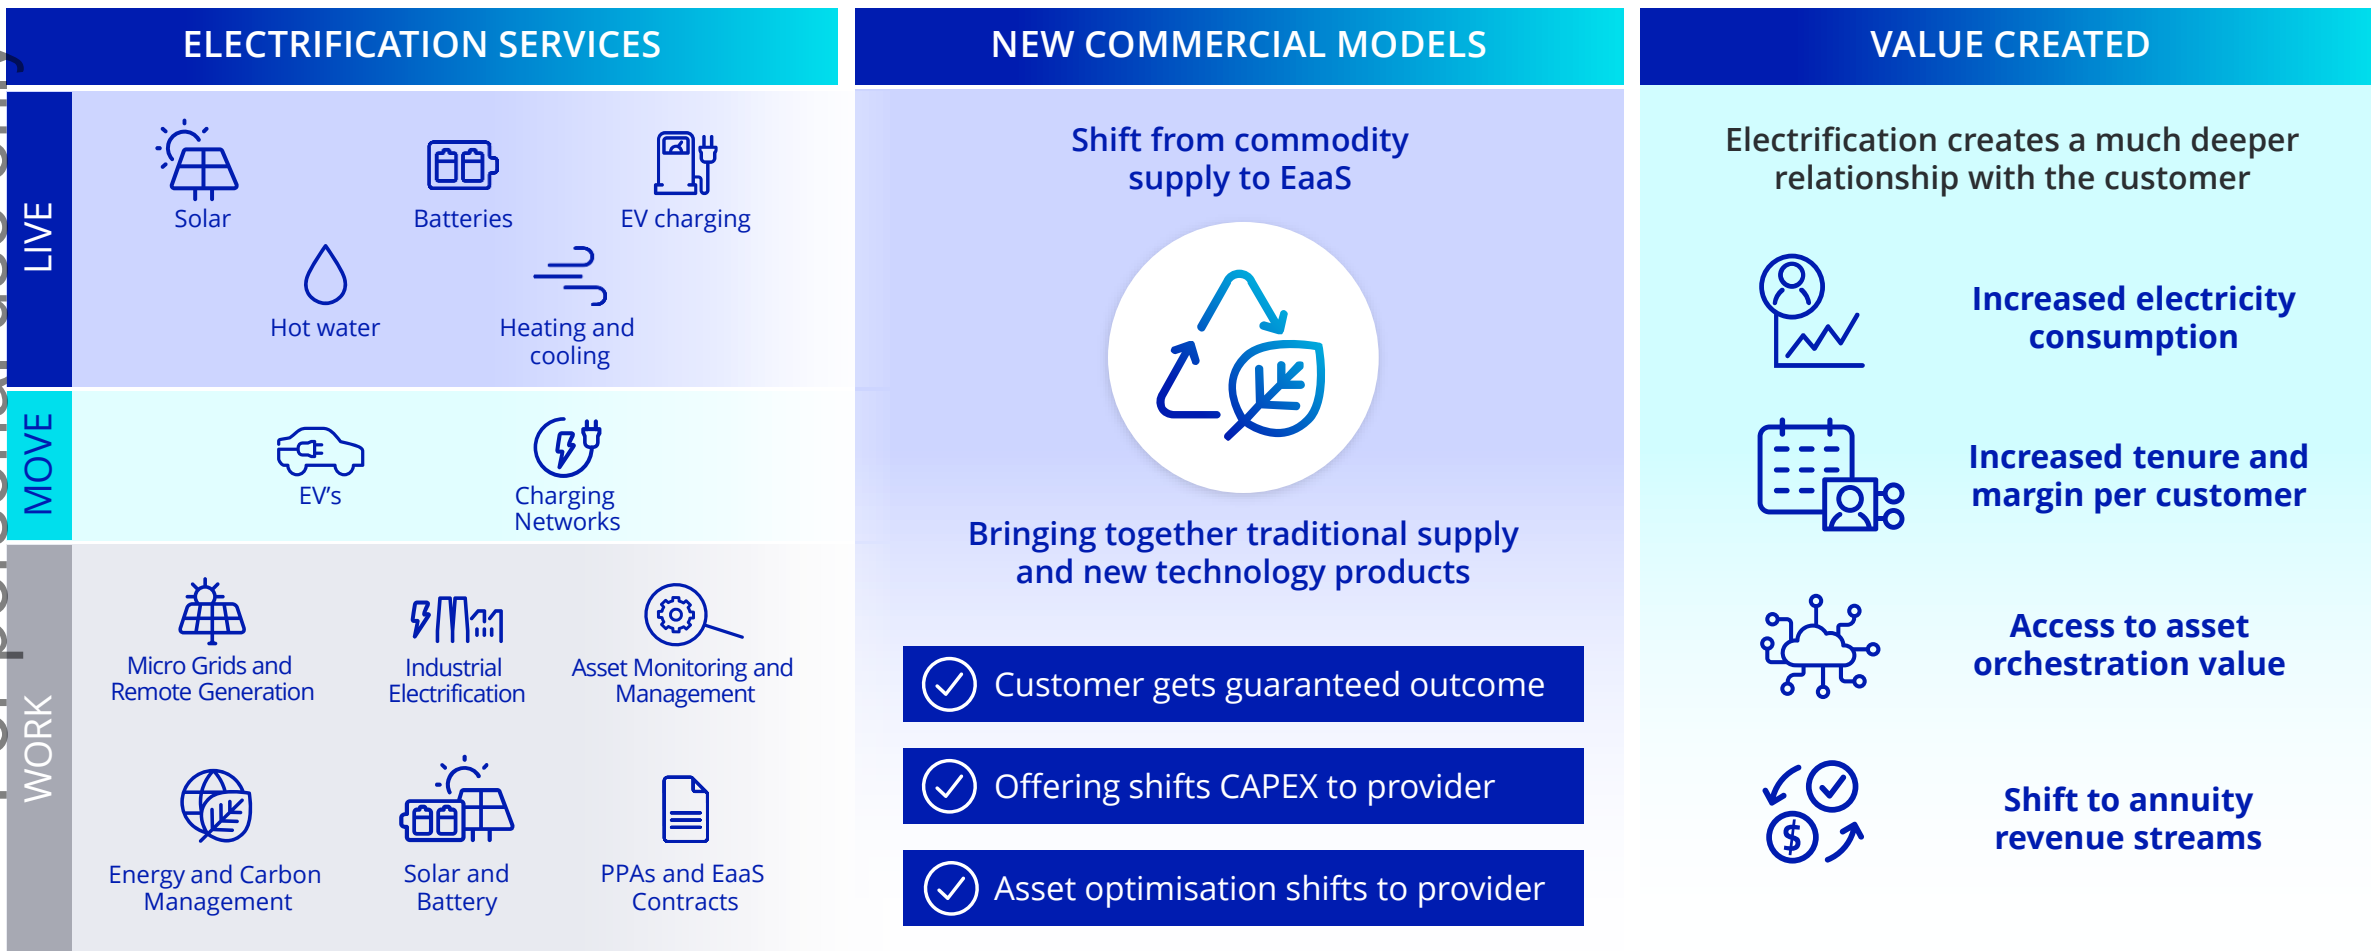 ELECTRIFICATION SERVICES
LIVE
Solar
Batteries
EV charging
Hot water
Heating and
cooling
MOVE
EV’s
Charging
Networks
WORK
Micro Grids and
Remote Generation
Industrial
Electrification
Asset Monitoring and
Management
Energy and Carbon
Management
Solar and
Battery
PPAs and EaaS
Contracts
NEW COMMERCIAL MODELS
Shift from commodity
supply to EaaS
Bringing together traditional supply
and new technology products
Customer gets guaranteed outcome
Offering shifts CAPEX to provider
Asset optimisation shifts to provider
VALUE CREATED
Electrification creates a much deeper
relationship with the customer
Increased electricity
consumption
Increased tenure and
margin per customer
Access to asset
orchestration value
$
Shift to annuity
revenue streams